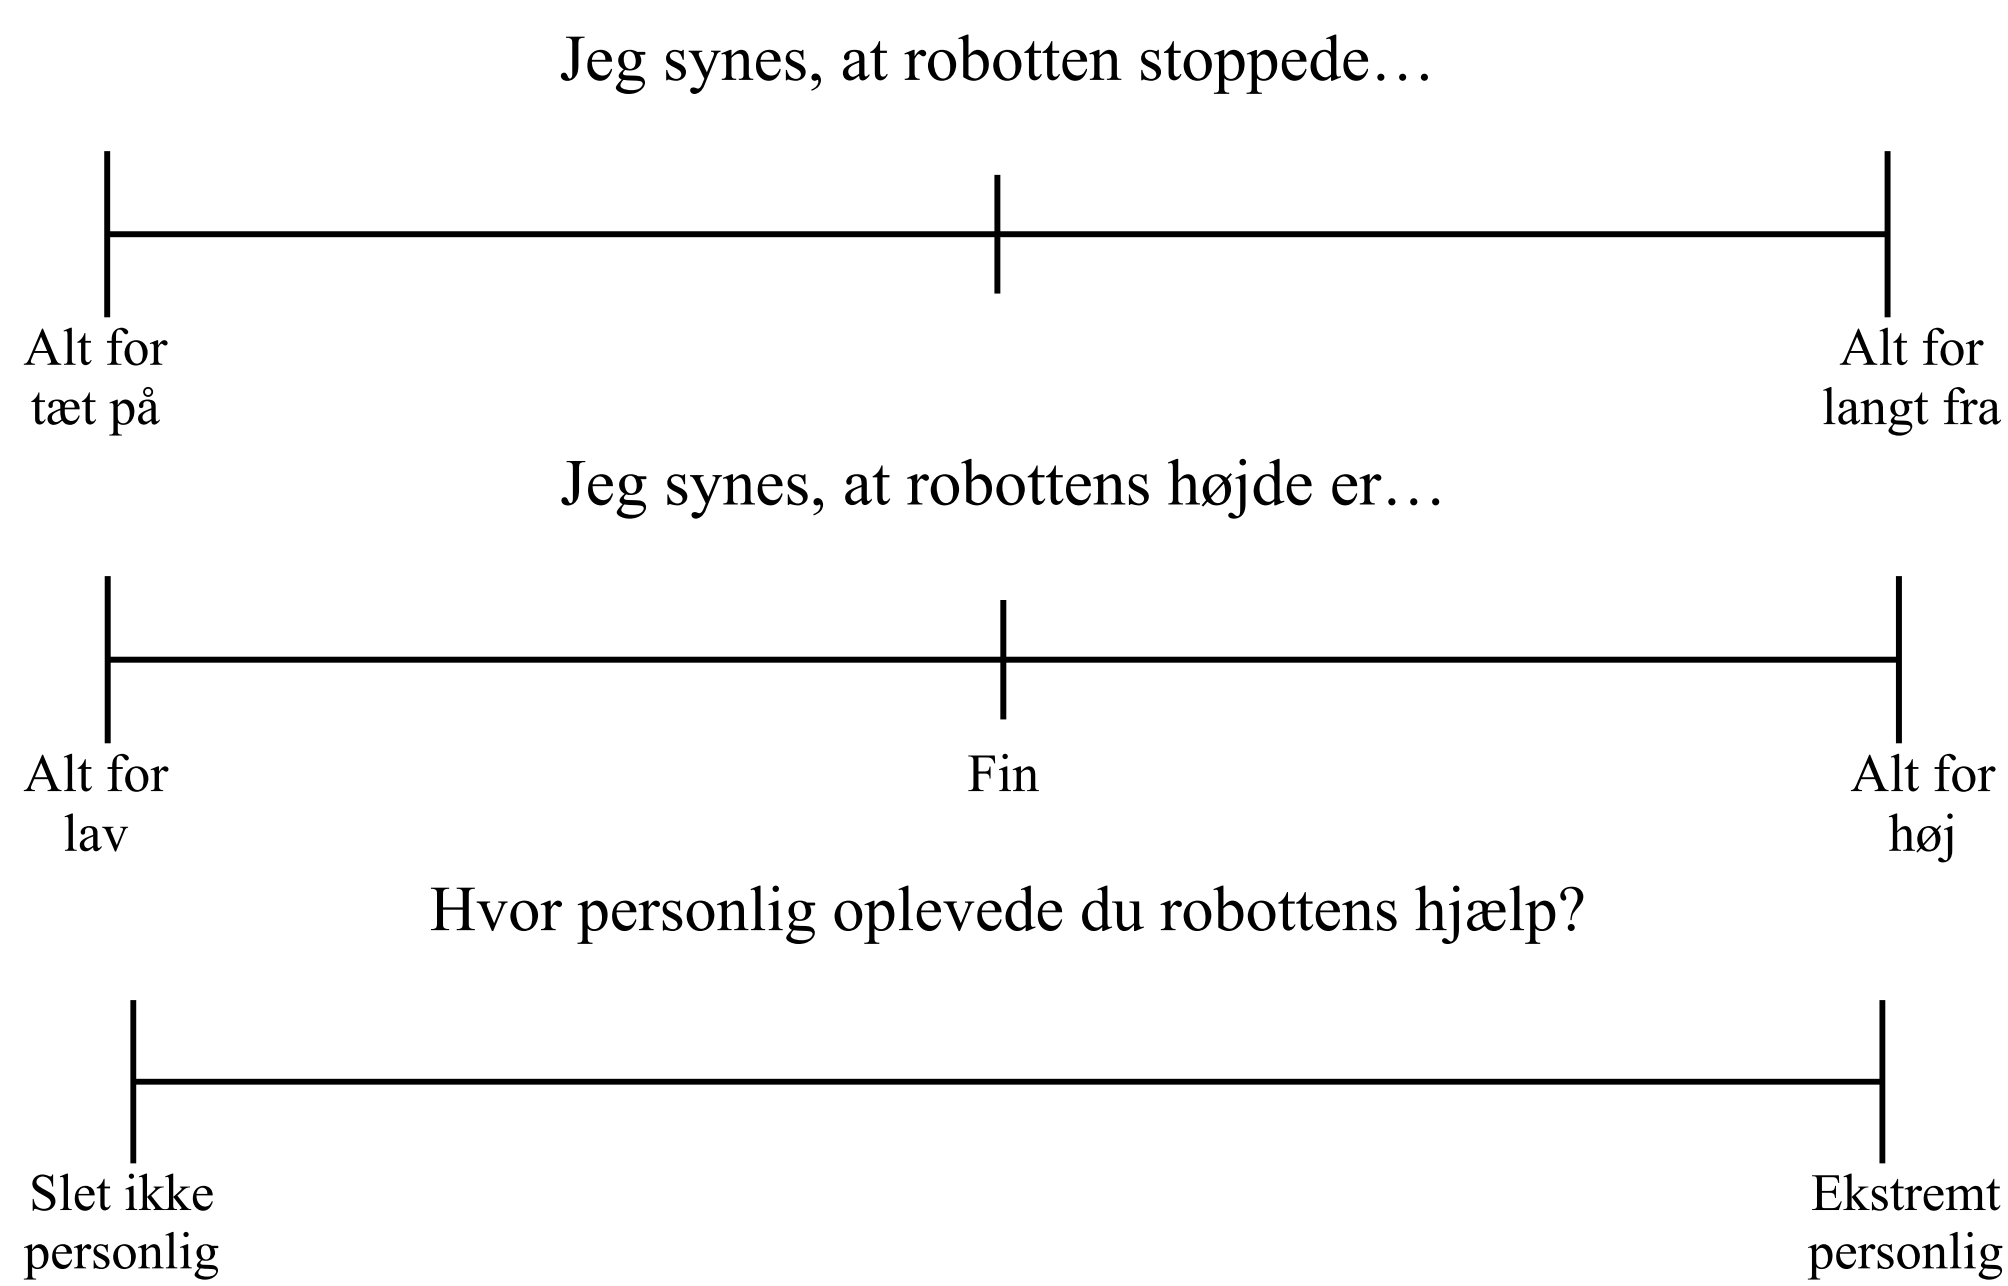 Jeg synes, at robotten stoppede…
Alt for
tæt på
Alt for
langt fra
Jeg synes, at robottens højde er…
Alt for
lav
Fin
Alt for
høj
Hvor personlig oplevede du robottens hjælp?
Slet ikke
personlig
Ekstremt
personlig